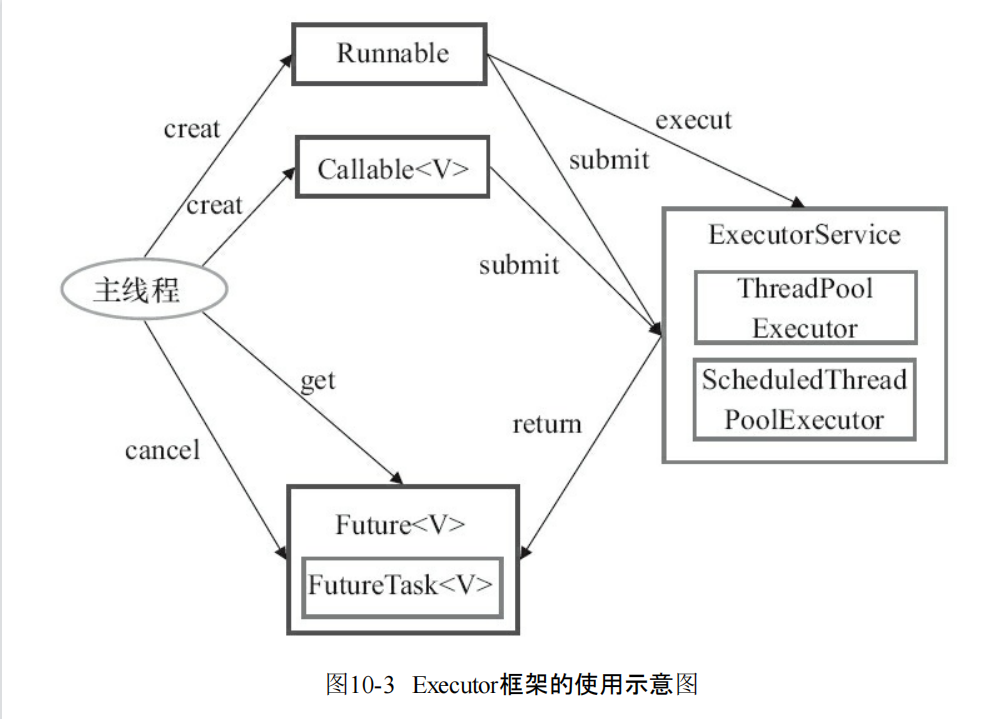 Runnable
creat
execut
submit
Callable<V>
creat
submit
ExecutorService
主线程
ThreadPool
Executor
get
ScheduledThread
PoolExecutor
return
cancel
Future<V>
FutureTask<V>
图10-3 Executor框架的使用示意图